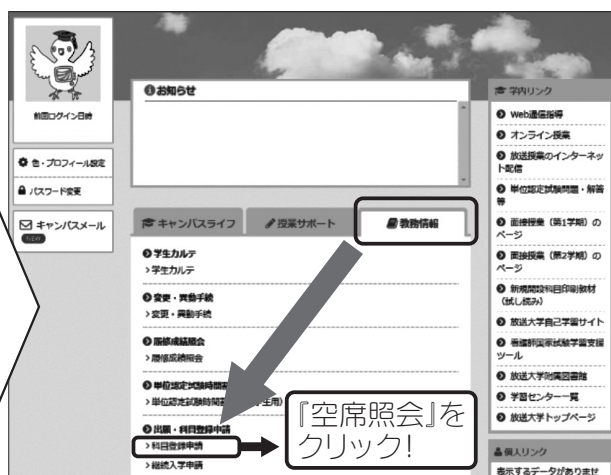 前回ログイン日時
色・プロフィール設定
パスワード変更
キャンパスメール
NEW
お知らせ
キャンパスライフ
授業サポート
教務情報
学生カルテ
>学生カルテ
変更・異動手続
>変更・異動手続
履修成績照会
>履修成績照会
単位認定試験時間
>単位認定試験時間
生用)
出願・科目登録申請
>科目登録申請
>継続入学申請
『空席照会』を
クリック!
学内リンク
Web通信指導
オンライン授業
放送授業のインターネッ
ト配信
単位認定試験問題・解答
等
面接授業（第1学期）の
ページ
面接授業（第2学期）の
ページ
新規開設科目印刷教材
（試し読み）
放送大学自己学習サイト
看護師国家試験学習支援
ツール
放送大学附属図書館
学習センター一覧
放送大学トップページ
個人リンク
表示するデータがありませ